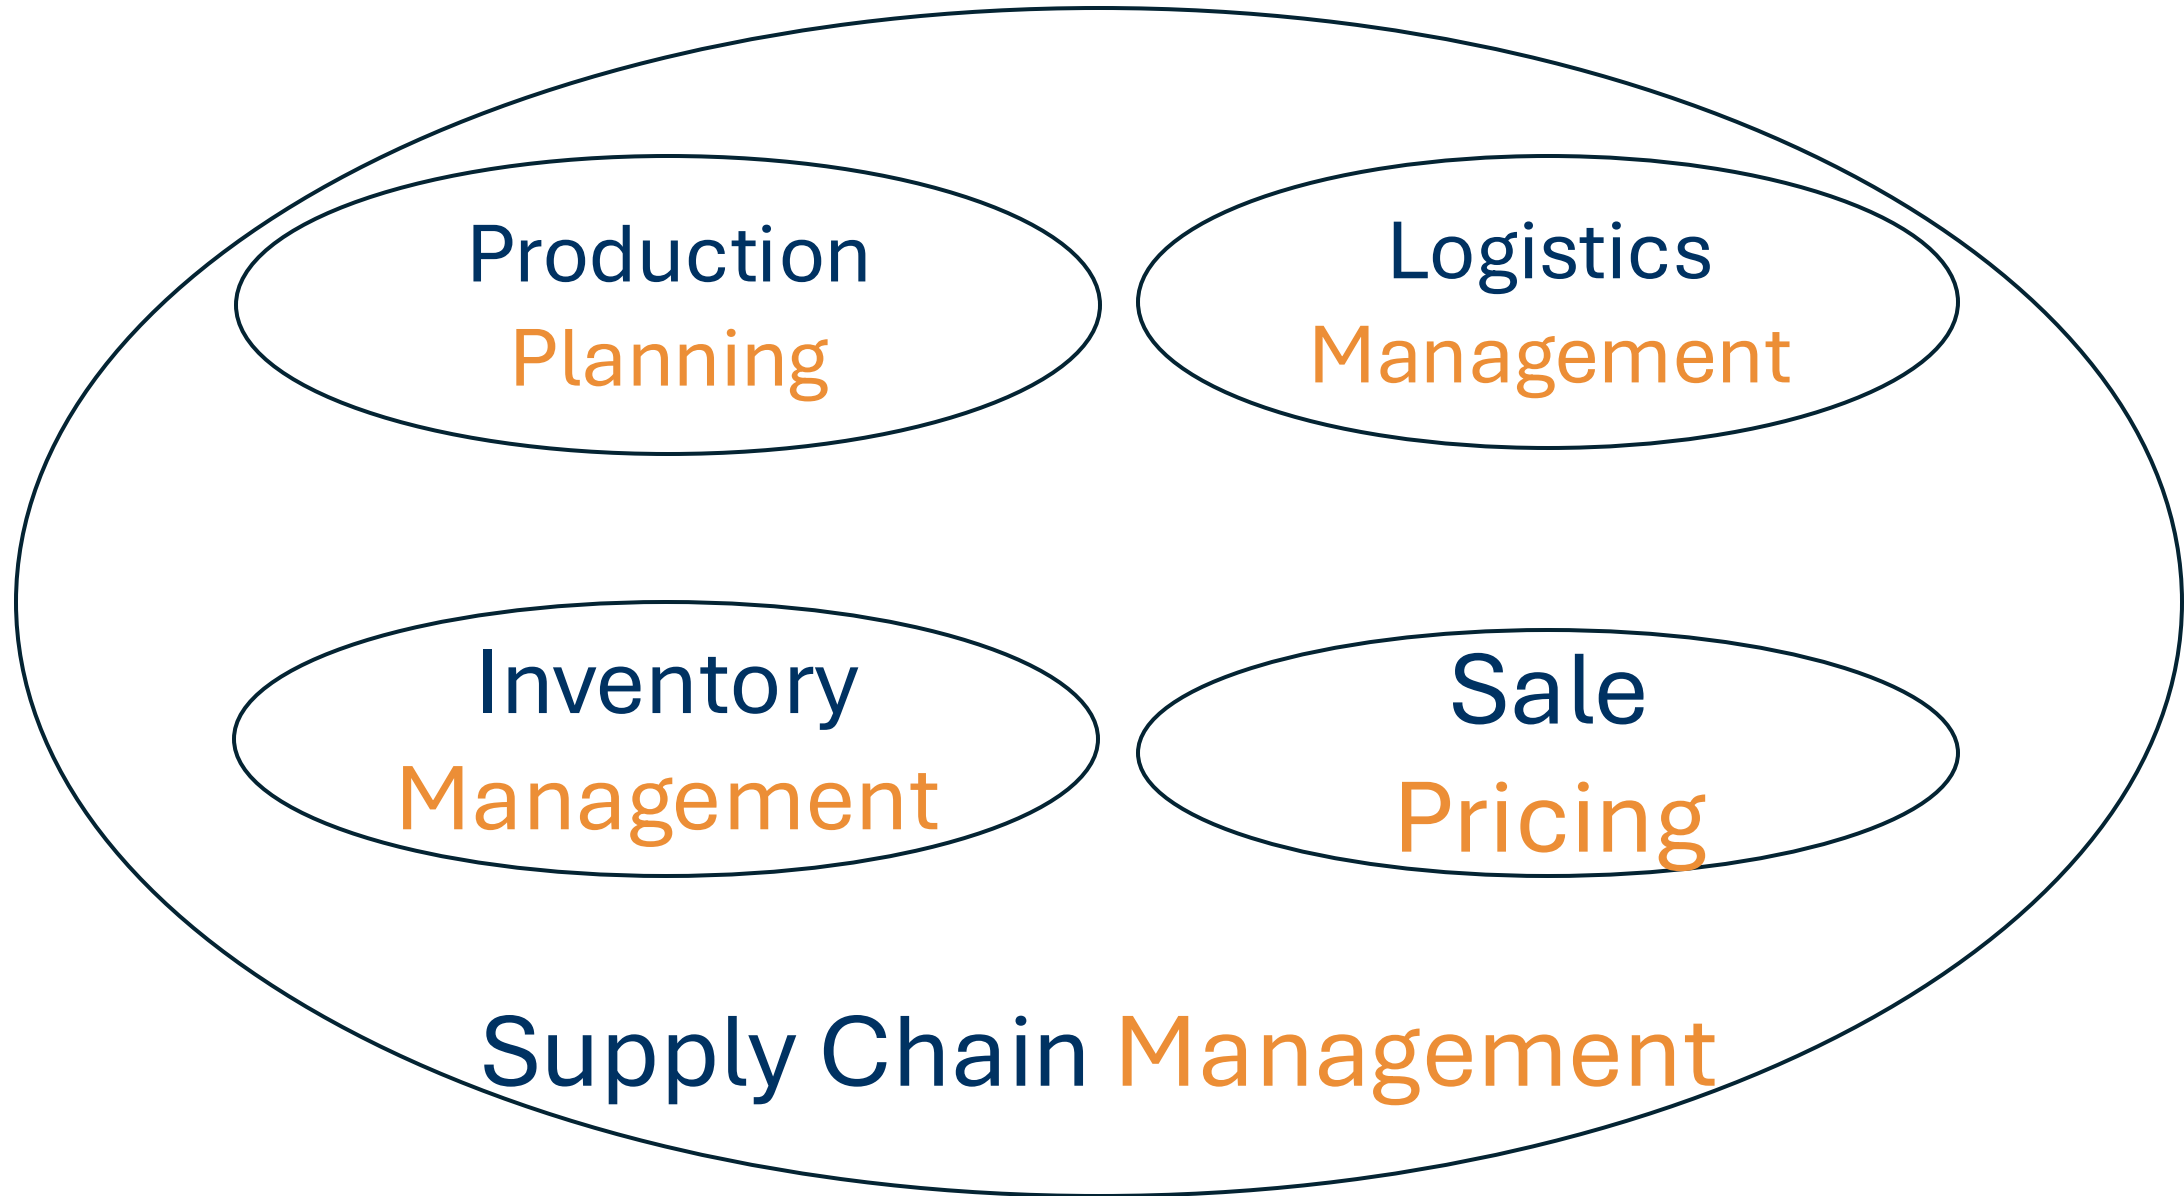 Production
Planning
Logistics
Management
Inventory
Management
Sale
Pricing
Supply Chain Management